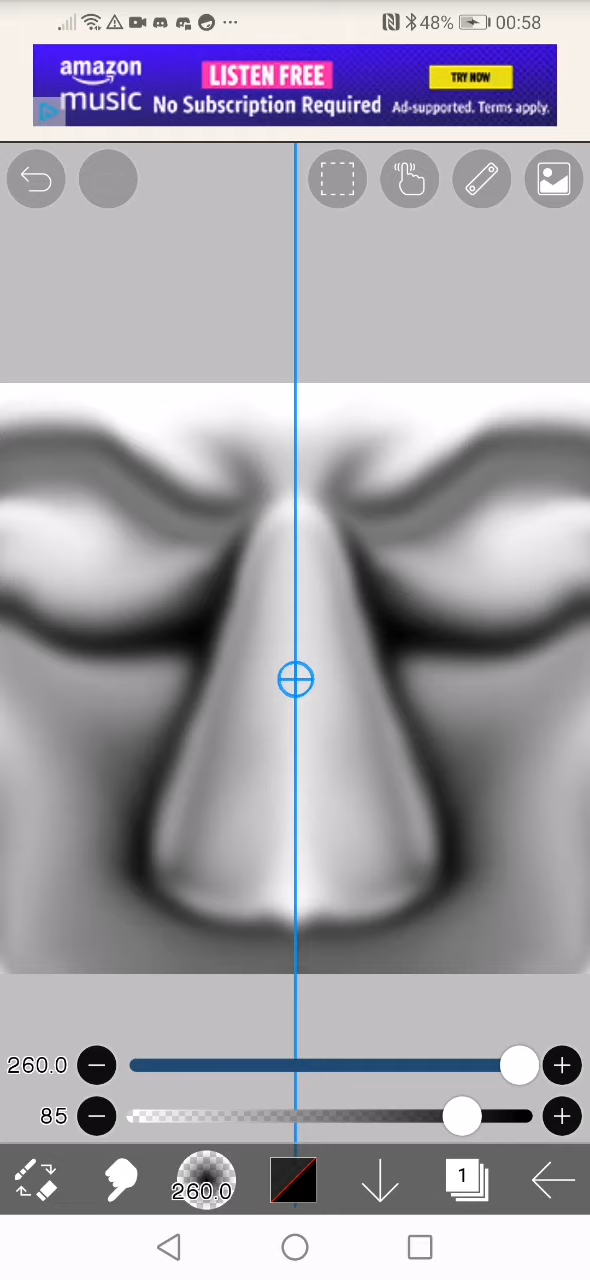 48% 00:58
amazon music
LISTEN FREE
No Subscription Required
TRY NOW
Ad-supported. Terms apply.
260.0
85
260.0
1